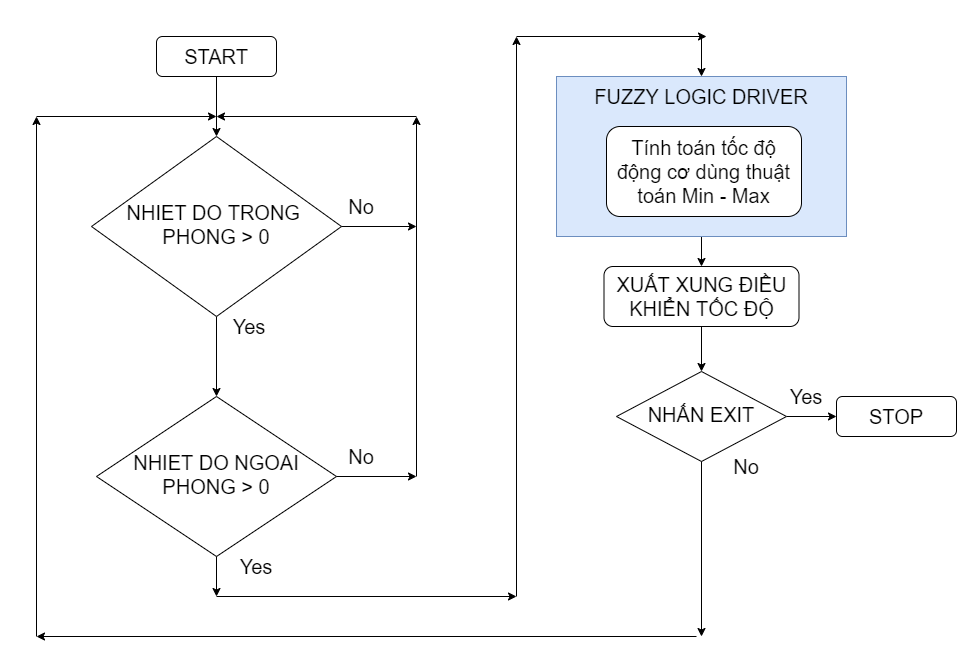 START
NHIET DO TRONG
PHONG > 0
No
Yes
NHIET DO NGOAI
PHONG > 0
No
Yes
FUZZY LOGIC DRIVER
Tính toán tốc độ
động cơ dùng thuật
toán Min - Max
XUẤT XUNG ĐIỀU
KHIỂN TỐC ĐỘ
NHẤN EXIT
Yes
STOP
No